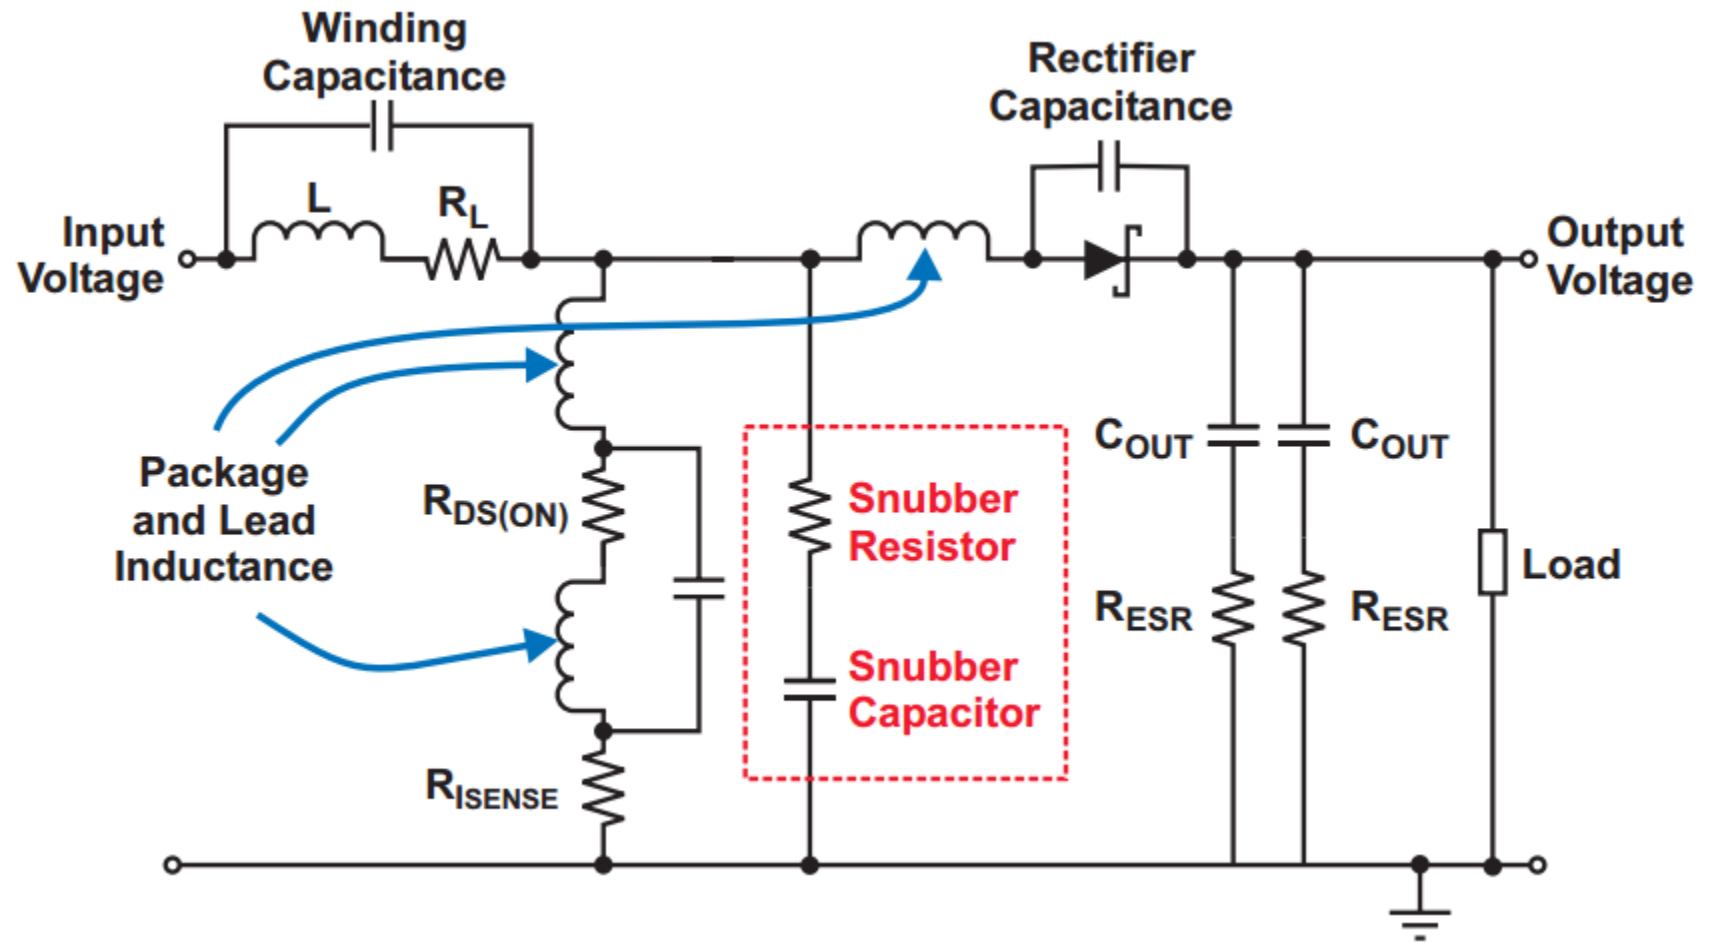 Winding
Capacitance
Rectifier
Capacitance
L
RL
Input
Voltage
Output
Voltage
Package
and Lead
Inductance
RDS(ON)
Snubber
Resistor
Snubber
Capacitor
COUT
COUT
RESR
RESR
Load
RISENSE